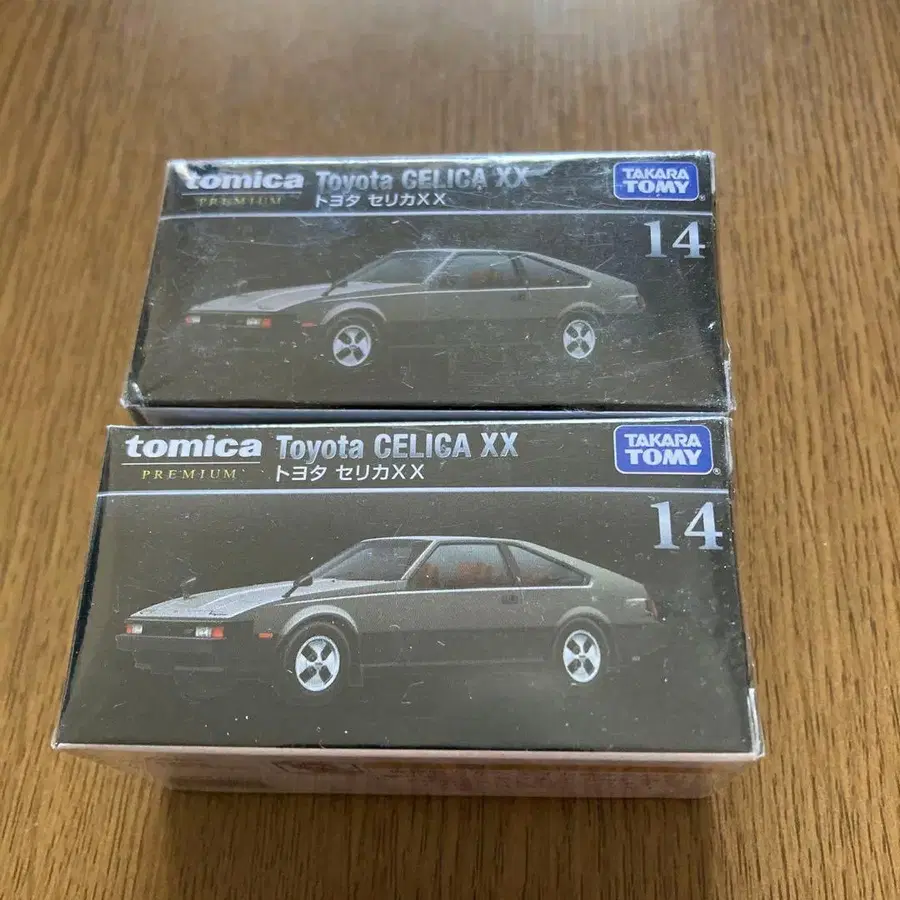 tomica Toyota CELICA XX
PREMIUM トヨタ セリカXX
TAKARA
TOMY
14
tomica Toyota CELICA XX
PREMIUM トヨタ セリカXX
TAKARA
TOMY
14